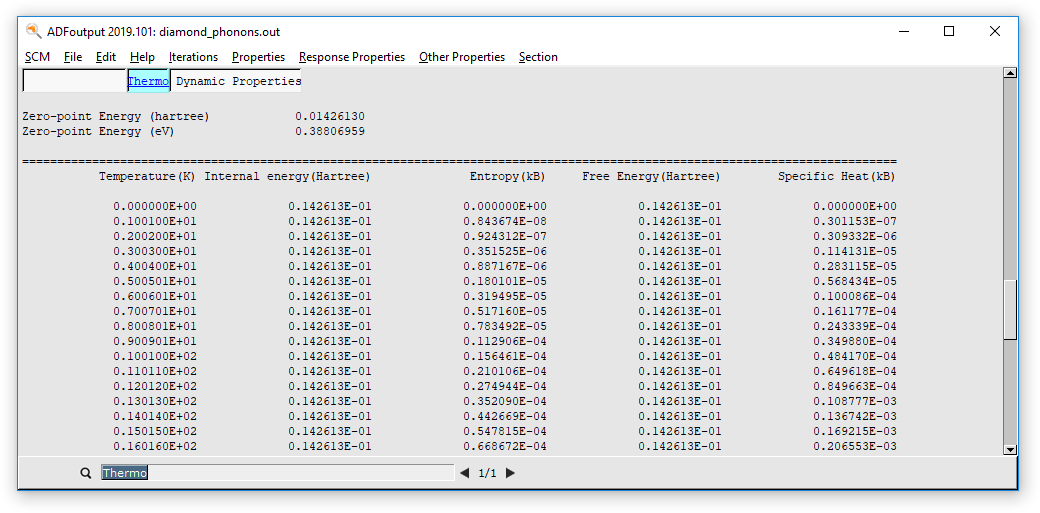 ADFoutput 2019.101: diamond_phonons.out
SCM File Edit Help Iterations Properties Response Properties Other Properties Section
Thermo Dynamic Properties
Zero-point Energy (hartree) 0.01426130
Zero-point Energy (eV) 0.38806959
=============================================================================================================================
Temperature(K) Internal energy(Hartree) Entropy(kB) Free Energy(Hartree) Specific Heat(kB)
0.000000E+00 0.142613E-01 0.000000E+00 0.142613E-01 0.000000E+00
0.100100E+01 0.142613E-01 0.843674E-08 0.142613E-01 0.301153E-07
0.200200E+01 0.142613E-01 0.924312E-07 0.142613E-01 0.309332E-06
0.300300E+01 0.142613E-01 0.351525E-06 0.142613E-01 0.114131E-05
0.400400E+01 0.142613E-01 0.887167E-06 0.142613E-01 0.283115E-05
0.500501E+01 0.142613E-01 0.180101E-05 0.142613E-01 0.568434E-05
0.600601E+01 0.142613E-01 0.319495E-05 0.142613E-01 0.100086E-04
0.700701E+01 0.142613E-01 0.517160E-05 0.142613E-01 0.161177E-04
0.800801E+01 0.142613E-01 0.783492E-05 0.142613E-01 0.243339E-04
0.900901E+01 0.142613E-01 0.112906E-04 0.142613E-01 0.349880E-04
0.100100E+02 0.142613E-01 0.156461E-04 0.142613E-01 0.484170E-04
0.110110E+02 0.142613E-01 0.210106E-04 0.142613E-01 0.649618E-04
0.120120E+02 0.142613E-01 0.274944E-04 0.142613E-01 0.849663E-04
0.130130E+02 0.142613E-01 0.352090E-04 0.142613E-01 0.108777E-03
0.140140E+02 0.142613E-01 0.442669E-04 0.142613E-01 0.136742E-03
0.150150E+02 0.142613E-01 0.547815E-04 0.142613E-01 0.169215E-03
0.160160E+02 0.142613E-01 0.668672E-04 0.142613E-01 0.206553E-03
Thermo 1/1